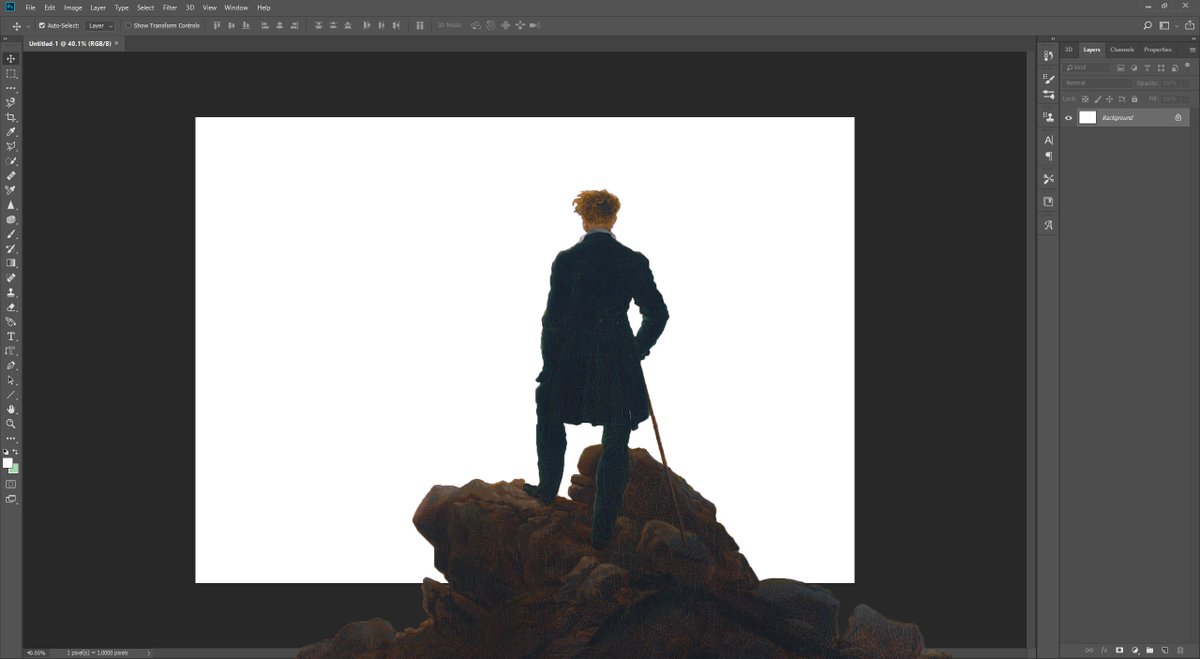 Ps File Edit Image Layer Type Select Filter 3D View Window Help
Auto-Select: Layer Show Transform Controls 3D Mode:
Untitled-1 @ 40.1% (RGB/8) ×
3D Layers Channels Properties
Kind
Normal Opacity: 100%
Lock: Fill: 100%
Background
40.05% 1 pixel(s) = 1.0000 pixels